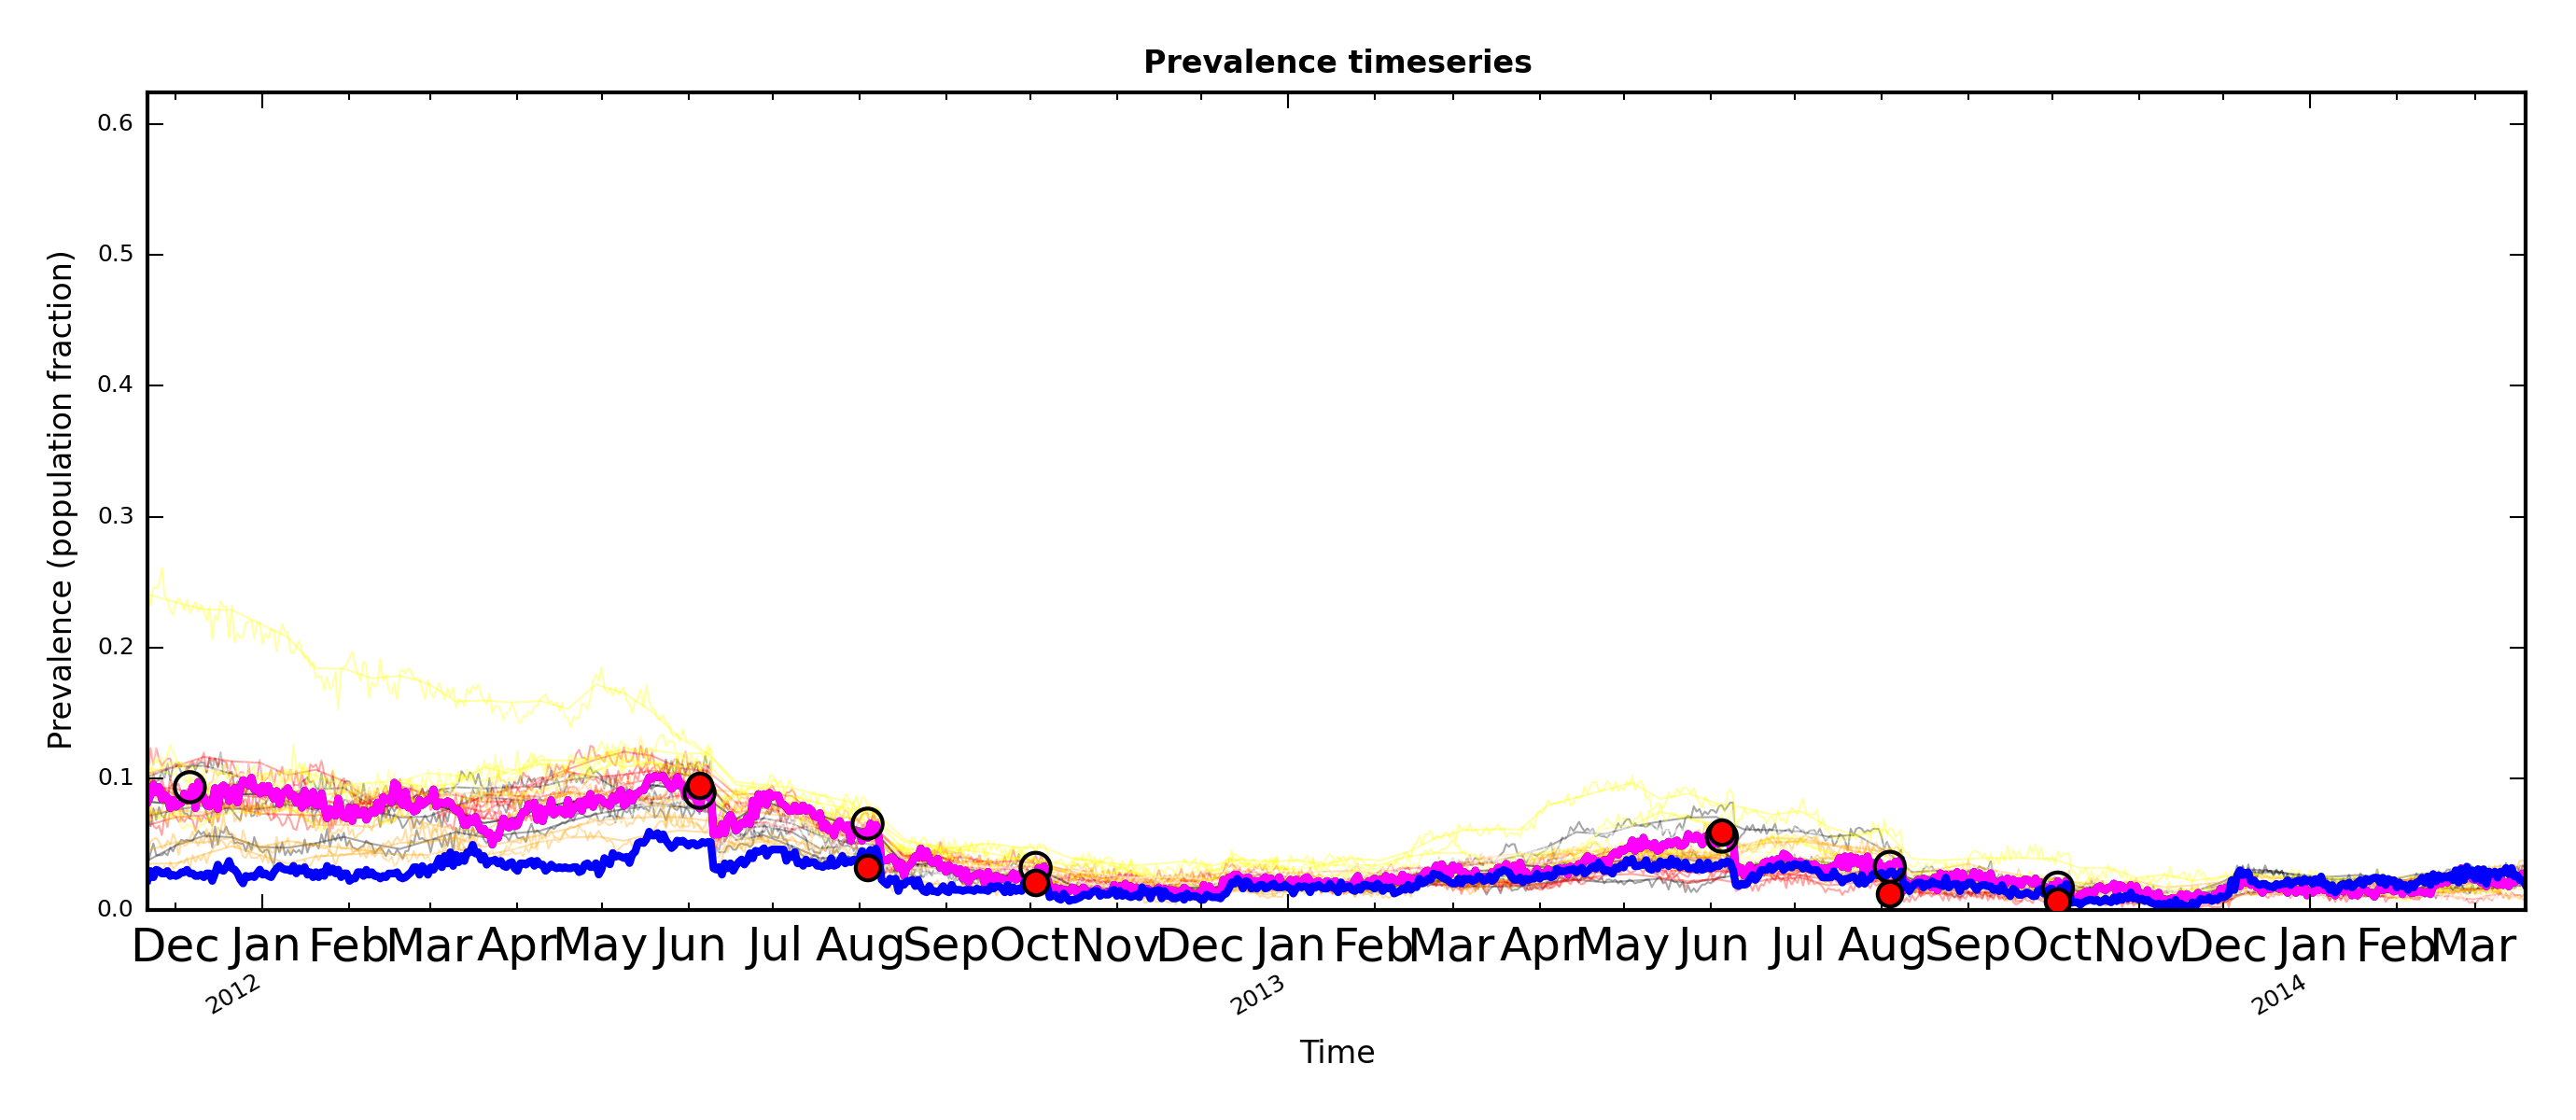 Prevalence timeseries
Prevalence (population fraction)
0.6
0.5
0.4
0.3
0.2
0.1
0.0
Dec Jan Feb Mar Apr May Jun Jul Aug Sep Oct Nov Dec Jan Feb Mar Apr May Jun Jul Aug Sep Oct Nov Dec Jan Feb Mar
2012 2013 2014
Time